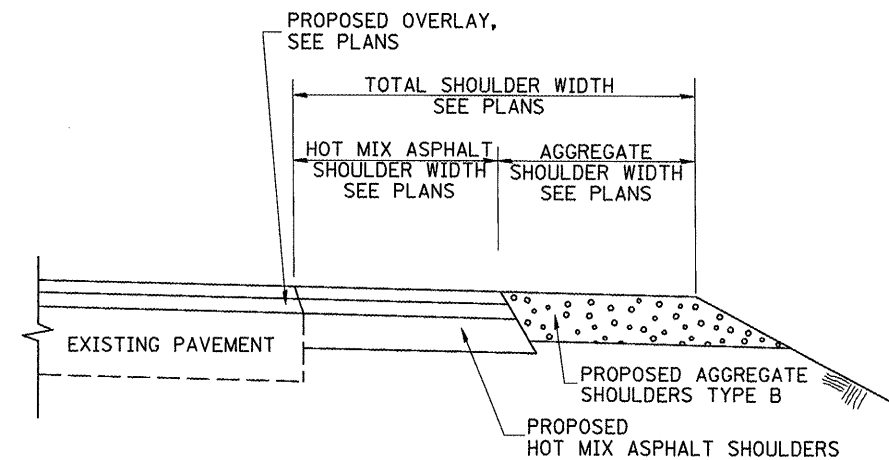 PROPOSED OVERLAY,
SEE PLANS
TOTAL SHOULDER WIDTH
SEE PLANS
HOT MIX ASPHALT
SHOULDER WIDTH
SEE PLANS
AGGREGATE
SHOULDER WIDTH
SEE PLANS
EXISTING PAVEMENT
PROPOSED AGGREGATE
SHOULDERS TYPE B
PROPOSED
HOT MIX ASPHALT SHOULDERS